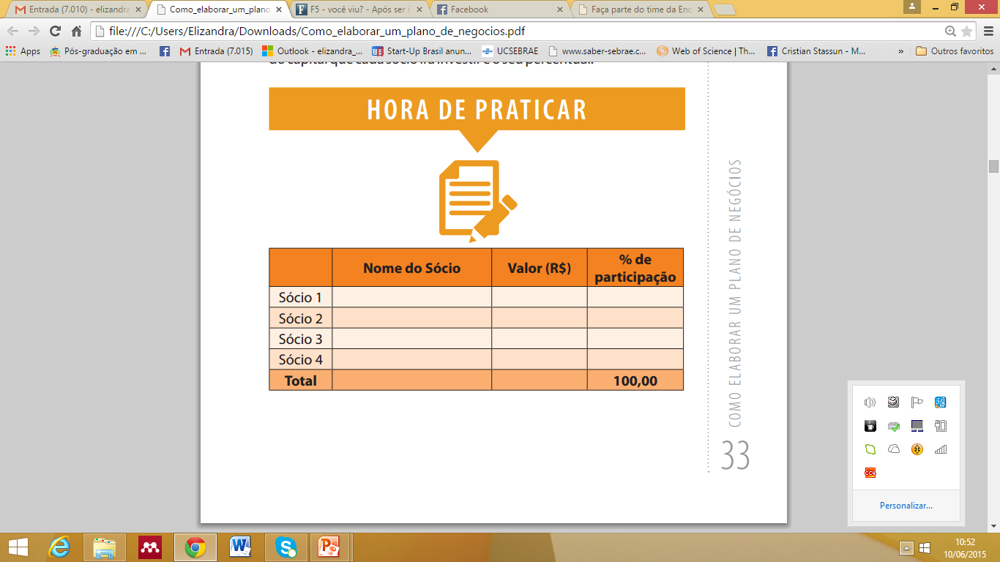 Entrada (7.010) - elizandra
Como_elaborar_um_plano
F5 - você viu? - Após ser i
Facebook
Faça parte do time da End
file:///C:/Users/Elizandra/Downloads/Como_elaborar_um_plano_de_negocios.pdf
Apps
Pós-graduação em ...
Entrada (7.015)
Outlook - elizandra_...
Start-Up Brasil anun...
UCSEBRAE
www.saber-sebrae.c...
Web of Science | Th...
Cristian Stassun - M...
»
Outros favoritos
do capital que cada sócio irá investir e o seu percentual.
HORA DE PRATICAR
Nome do Sócio
Valor (R$)
% de
participação
Sócio 1
Sócio 2
Sócio 3
Sócio 4
Total
100,00
COMO ELABORAR UM PLANO DE NEGÓCIOS
33
Personalizar...
10:52
10/06/2015